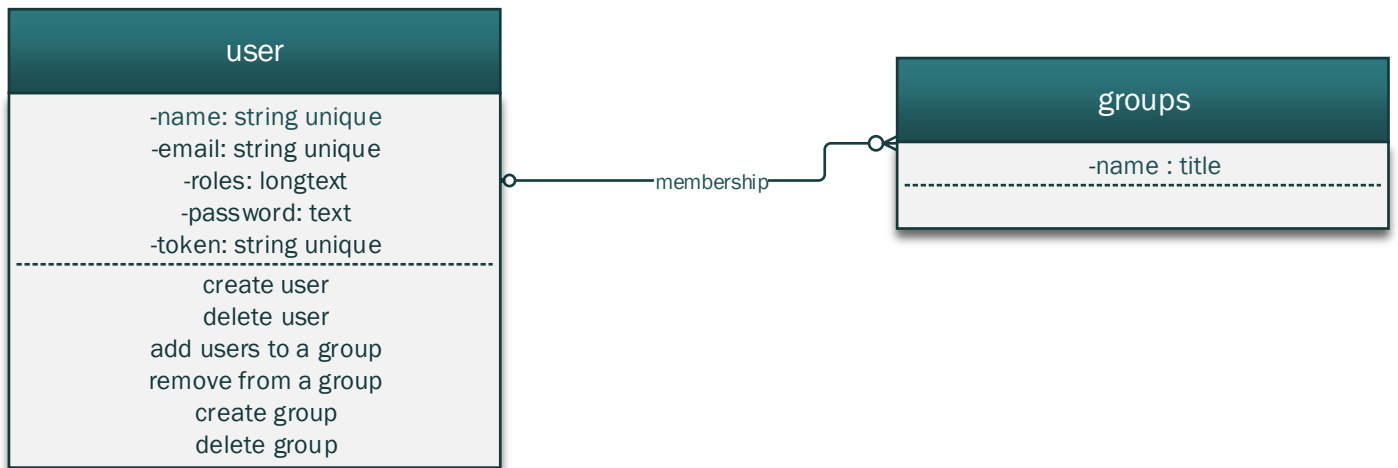 user
-name: string unique
-email: string unique
-roles: longtext
-password: text
-token: string unique
create user
delete user
add users to a group
remove from a group
create group
delete group
membership
groups
-name : title